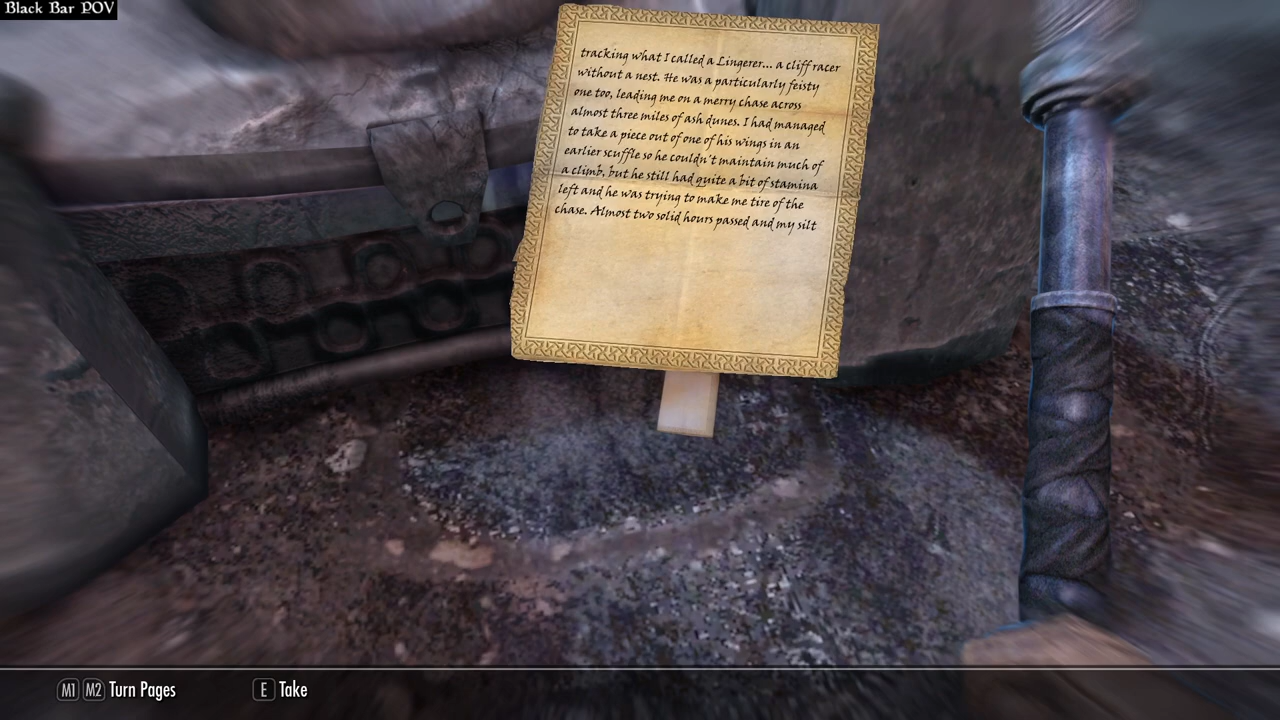 Black Bar POV
tracking what I called a Lingerer... a cliff racer
without a nest. He was a particularly feisty
one too, leading me on a merry chase across
almost three miles of ash dunes. I had managed
to take a piece out of one of his wings in an
earlier scuffle so he couldn't maintain much of
a climb, but he still had quite a bit of stamina
left and he was trying to make me tire of the
chase. Almost two solid hours passed and my silt
M1 M2 Turn Pages
E Take